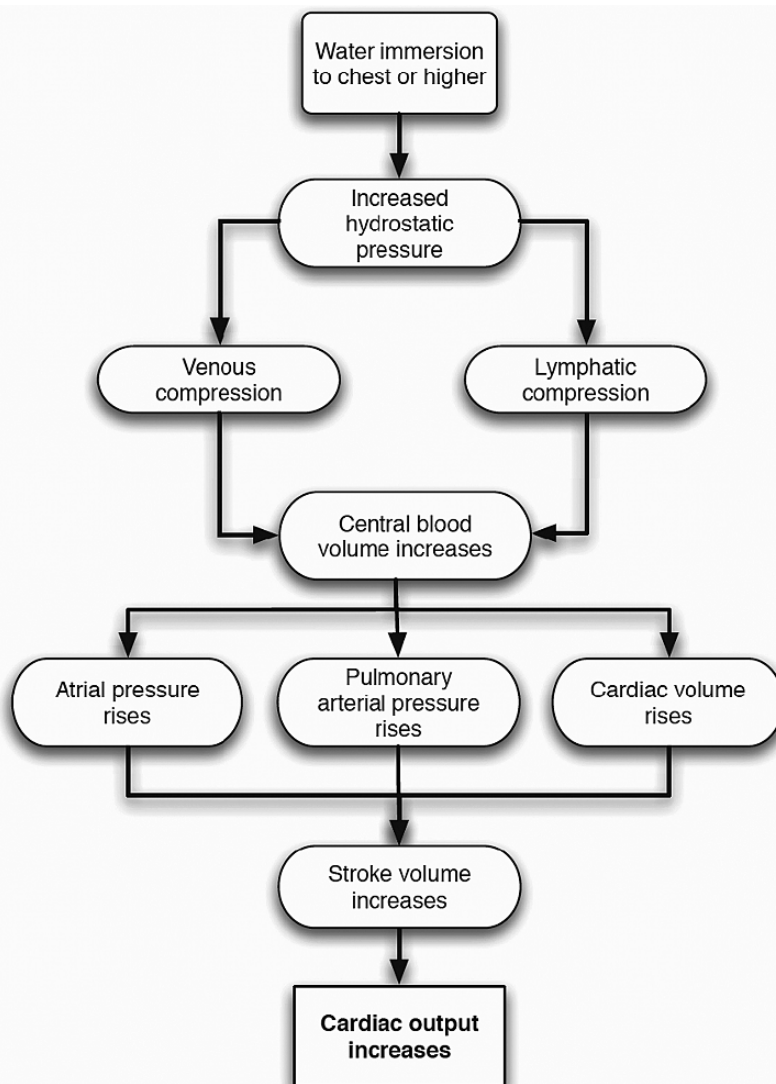 Water immersion
to chest or higher
Increased
hydrostatic
pressure
Venous
compression
Lymphatic
compression
Central blood
volume increases
Atrial pressure
rises
Pulmonary
arterial pressure
rises
Cardiac volume
rises
Stroke volume
increases
Cardiac output
increases